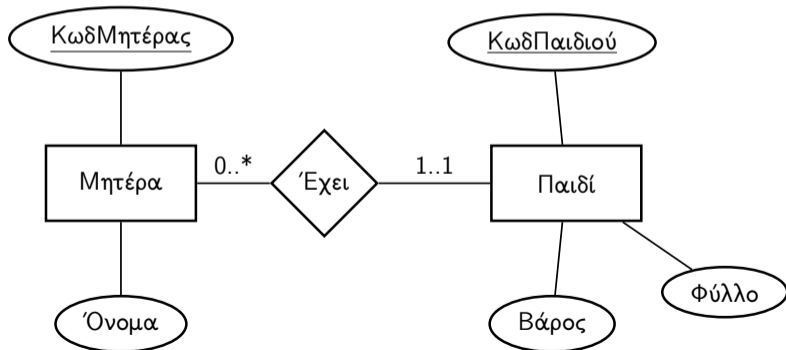 ΚωδΜητέρας
ΚωδΠαιδιού
Μητέρα
0..*
Έχει
1..1
Παιδί
Όνομα
Βάρος
Φύλλο